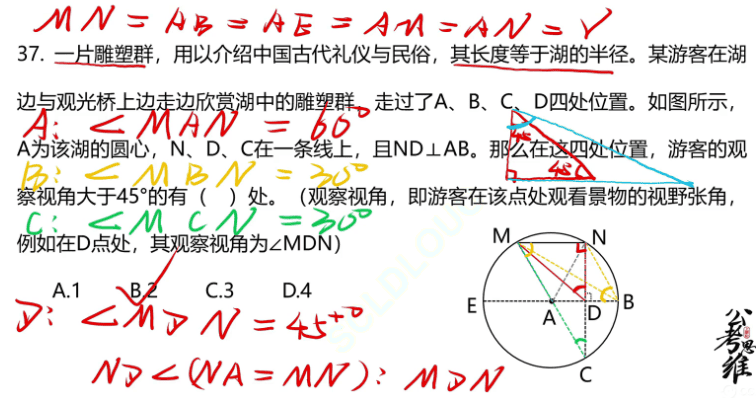 MN = AB = AE = AM = AN = r
37. 一片雕塑群，用以介绍中国古代礼仪与民俗，其长度等于湖的半径。某游客在湖
边与观光桥上边走边欣赏湖中的雕塑群。走过了A、B、C、D四处位置。如图所示，
A: ∠MAN = 60°
45
A为该湖的圆心，N、D、C在一条线上，且ND⊥AB。那么在这四处位置，游客的观
45°
B: ∠MBN = 30°
察视角大于45°的有（ ）处。（观察视角，即游客在该点处观看景物的视野张角，
C: ∠MCN = 30°
例如在D点处，其观察视角为∠MDN）
M N
A.1 B.2 C.3 D.4
E A D B
D: ∠MDN = 45+°
C
ND < (NA = MN): MDN
公考思维